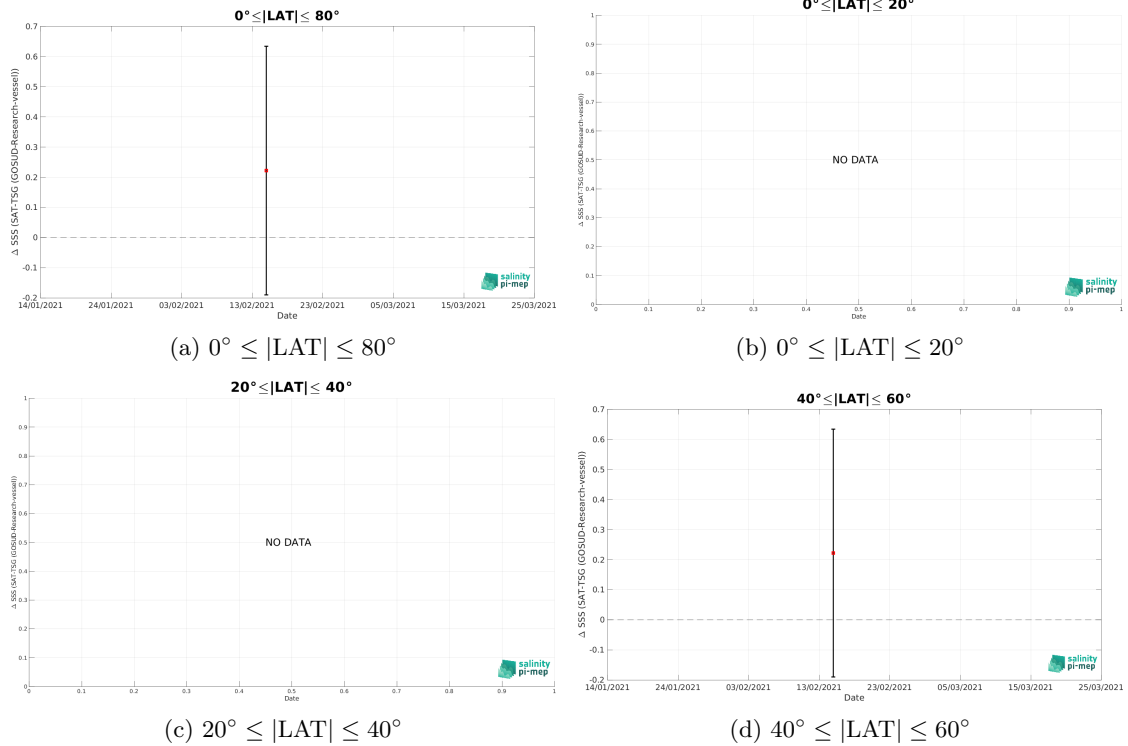 0°≤|LAT|≤ 80°
0.7
0.6
0.5
0.4
0.3
0.2
0.1
0
-0.1
-0.2
Δ SSS (SAT-TSG (GOSUD-Research-vessel))
14/01/2021 24/01/2021 03/02/2021 13/02/2021 23/02/2021 05/03/2021 15/03/2021 25/03/2021
Date
salinity
pi-mep
(a) 0° ≤ |LAT| ≤ 80°
0°≤|LAT|≤ 20°
1
0.9
0.8
0.7
0.6
0.5
0.4
0.3
0.2
0.1
0
Δ SSS (SAT-TSG (GOSUD-Research-vessel))
NO DATA
0 0.1 0.2 0.3 0.4 0.5 0.6 0.7 0.8 0.9 1
Date
salinity
pi-mep
(b) 0° ≤ |LAT| ≤ 20°
20°≤|LAT|≤ 40°
1
0.9
0.8
0.7
0.6
0.5
0.4
0.3
0.2
0.1
0
Δ SSS (SAT-TSG (GOSUD-Research-vessel))
NO DATA
0 0.1 0.2 0.3 0.4 0.5 0.6 0.7 0.8 0.9 1
Date
salinity
pi-mep
(c) 20° ≤ |LAT| ≤ 40°
40°≤|LAT|≤ 60°
0.7
0.6
0.5
0.4
0.3
0.2
0.1
0
-0.1
-0.2
Δ SSS (SAT-TSG (GOSUD-Research-vessel))
14/01/2021 24/01/2021 03/02/2021 13/02/2021 23/02/2021 05/03/2021 15/03/2021 25/03/2021
Date
salinity
pi-mep
(d) 40° ≤ |LAT| ≤ 60°